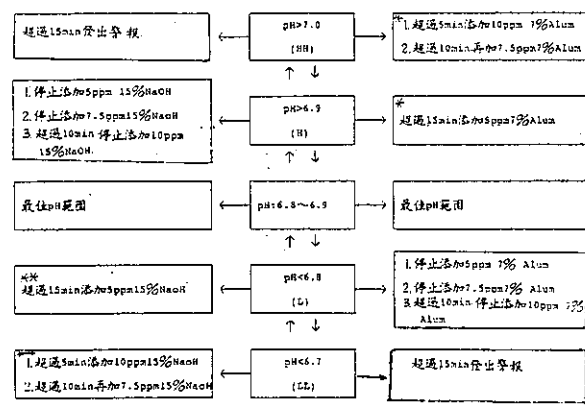 超過15min發出警報
pH>7.0
(HH)
*
1.超過5min添加10ppm 7%Alum
2.超過10min再加7.5ppm7%Alum
1.停止添加5ppm 15%NaOH
2.停止添加7.5ppm15%NaOH
3.超過10min停止添加10ppm
15%NaOH.
pH>6.9
(H)
*
超過15min添加5ppm7%Alum
最佳pH範圍
pH:6.8~6.9
最佳pH範圍
**
超過15min添加5ppm15%NaOH
pH<6.8
(L)
1.停止添加5ppm 7% Alum
2.停止添加7.5ppm7% Alum
3.超過10min停止添加10ppm 7%
Alum
1.超過5min添加10ppm15%NaOH
2.超過10min再加7.5ppm15%NaOH
pH<6.7
(LL)
超過15min發出警報